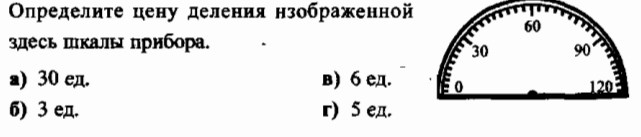 Определите цену деления изображенной
здесь шкалы прибора.
а) 30 ед.
б) 3 ед.
в) 6 ед.
г) 5 ед.
0
30
60
90
120